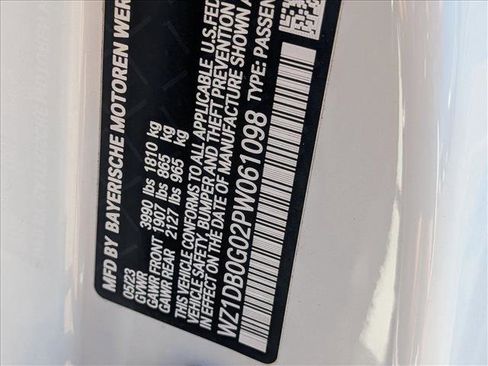 MFD BY BAYERISCHE MOTOREN WER
05/23
GVWR 3990 lbs 1810 kg
GAWR FRONT 1907 lbs 865 kg
GAWR REAR 2127 lbs 965 kg
THIS VEHICLE CONFORMS TO ALL APPLICABLE U.S.FED
VEHICLE SAFETY, BUMPER AND THEFT PREVENTION
IN EFFECT ON THE DATE OF MANUFACTURE SHOWN A
WZ1DB0G02PW061098 TYPE: PASSEN